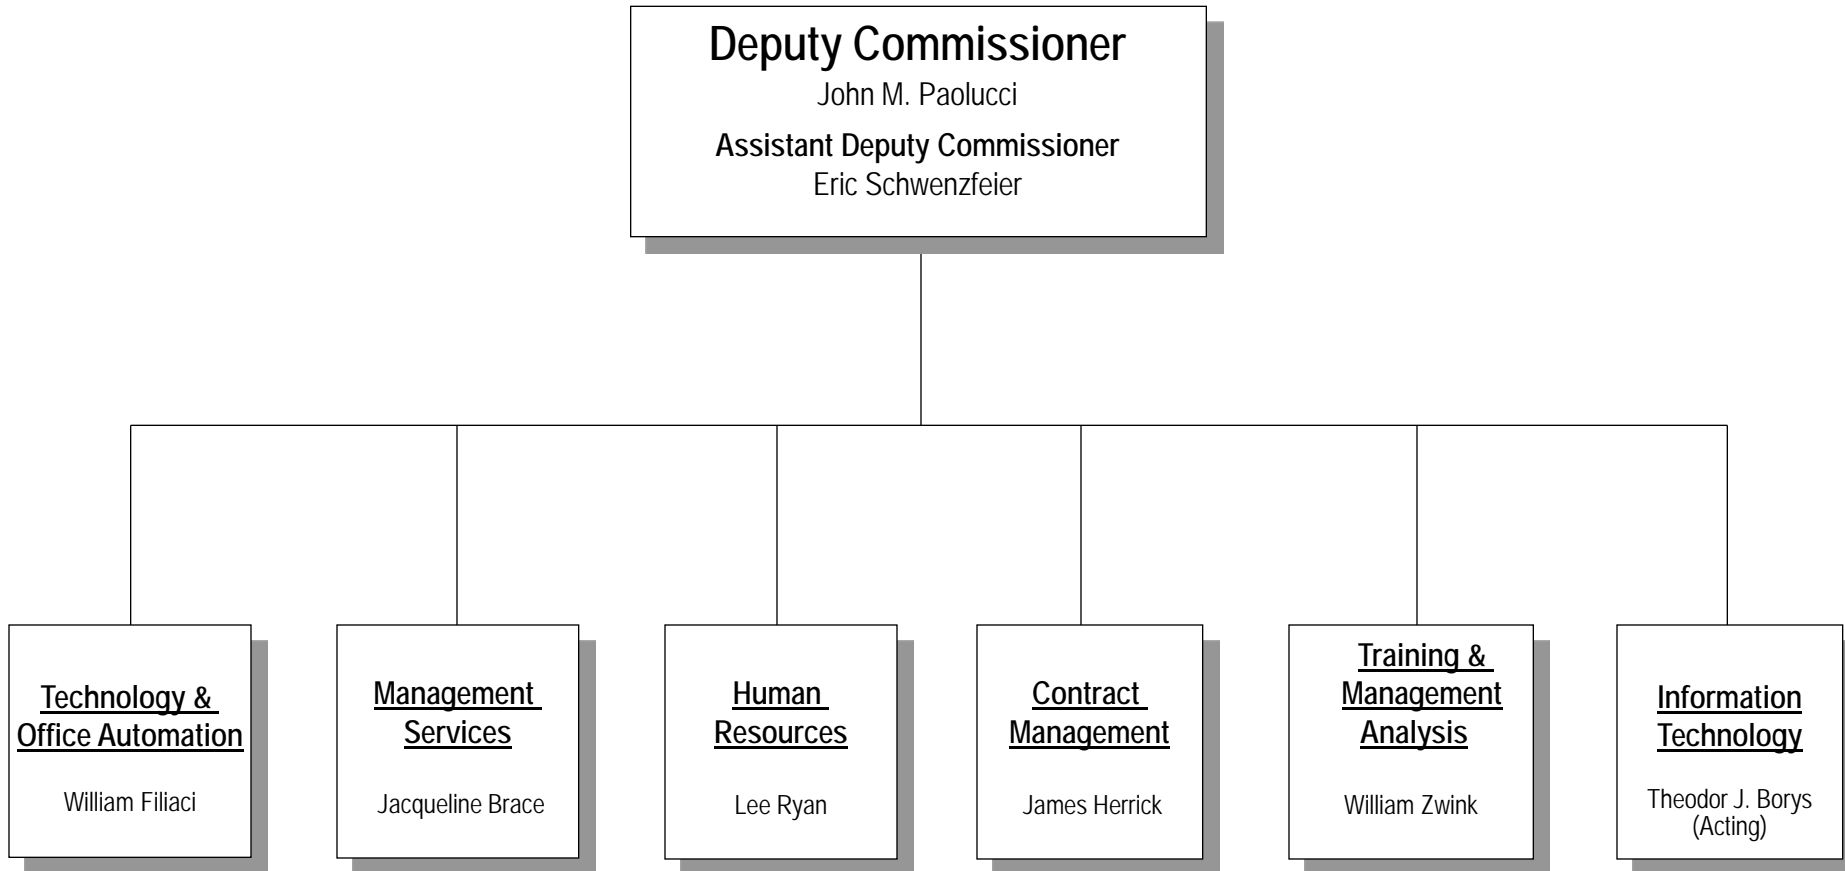 Deputy Commissioner
John M. Paolucci
Assistant Deputy Commissioner
Eric Schwenzfeier
Technology &
Office Automation
William Filiaci
Management
Services
Jacqueline Brace
Human
Resources
Lee Ryan
Contract
Management
James Herrick
Training &
Management
Analysis
William Zwink
Information
Technology
Theodor J. Borys
(Acting)